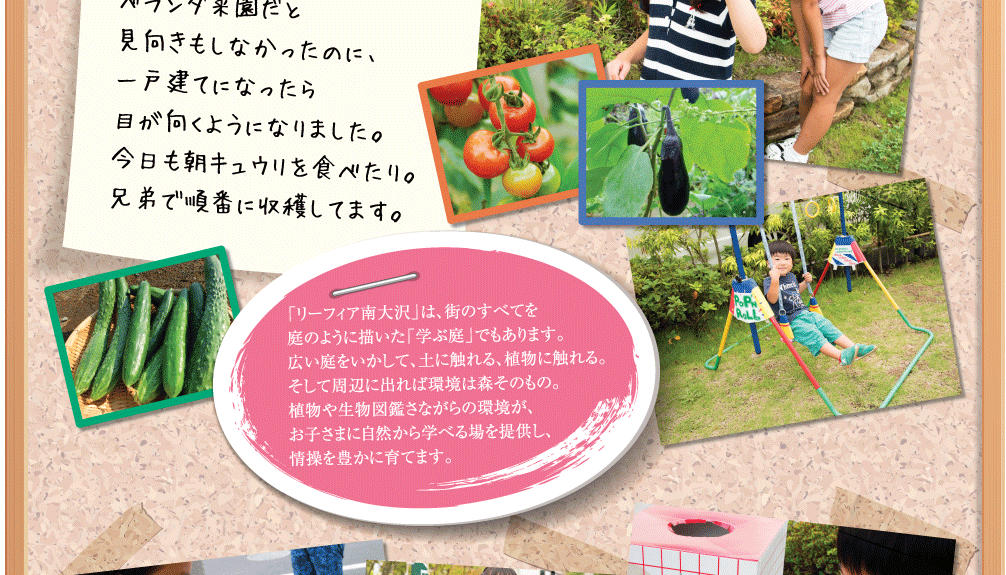 ベランダ菜園だと
見向きもしなかったのに、
一戸建てになったら
目が向くようになりました。
今日も朝キュウリを食べたり。
兄弟で順番に収穫してます。
「リーフィア南大沢」は、街のすべてを
庭のように描いた「学ぶ庭」でもあります。
広い庭をいかして、土に触れる、植物に触れる。
そして周辺に出れば環境は森そのもの。
植物や生物図鑑さながらの環境が、
お子さまに自然から学べる場を提供し、
情操を豊かに育てます。